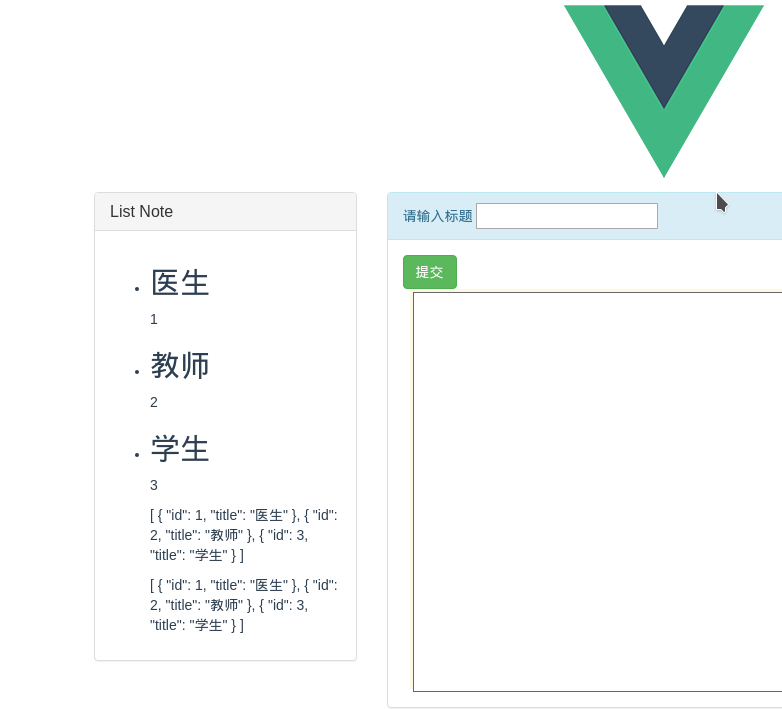 List Note
医生
1
教师
2
学生
3
[ { "id": 1, "title": "医生" }, { "id":
2, "title": "教师" }, { "id": 3,
"title": "学生" } ]
[ { "id": 1, "title": "医生" }, { "id":
2, "title": "教师" }, { "id": 3,
"title": "学生" } ]
请输入标题
提交